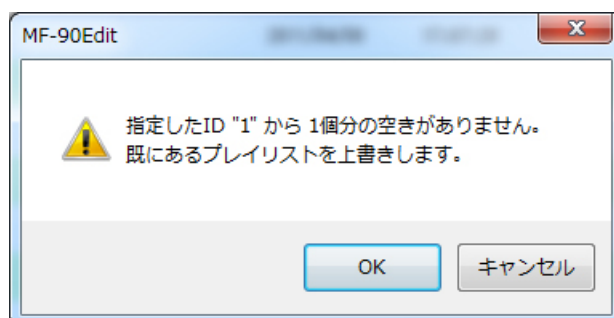 MF-90Edit
指定したID "1" から 1個分の空きがありません。
既にあるプレイリストを上書きします。
OK
キャンセル